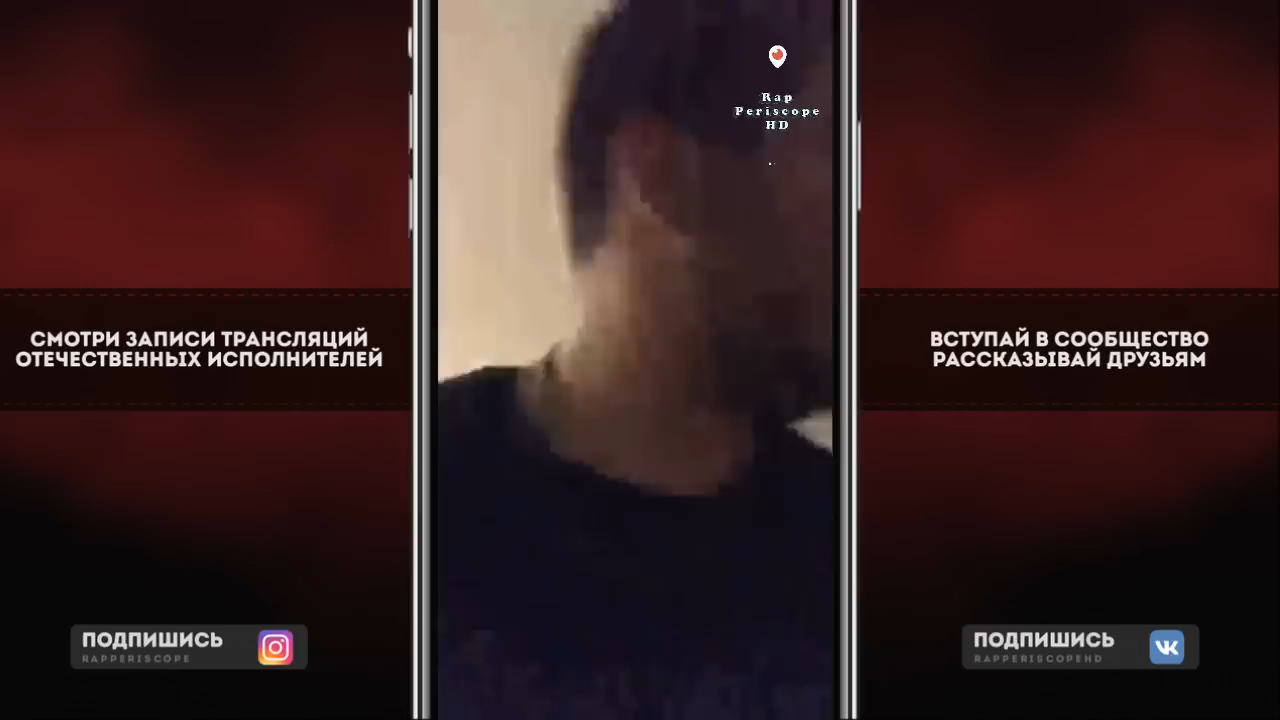 Rap
Periscope
HD
СМОТРИ ЗАПИСИ ТРАНСЛЯЦИЙ
ОТЕЧЕСТВЕННЫХ ИСПОЛНИТЕЛЕЙ
ВСТУПАЙ В СООБЩЕСТВО
РАССКАЗЫВАЙ ДРУЗЬЯМ
ПОДПИШИСЬ
RAPPERISCOPE
ПОДПИШИСЬ
RAPPERISCOPEHD